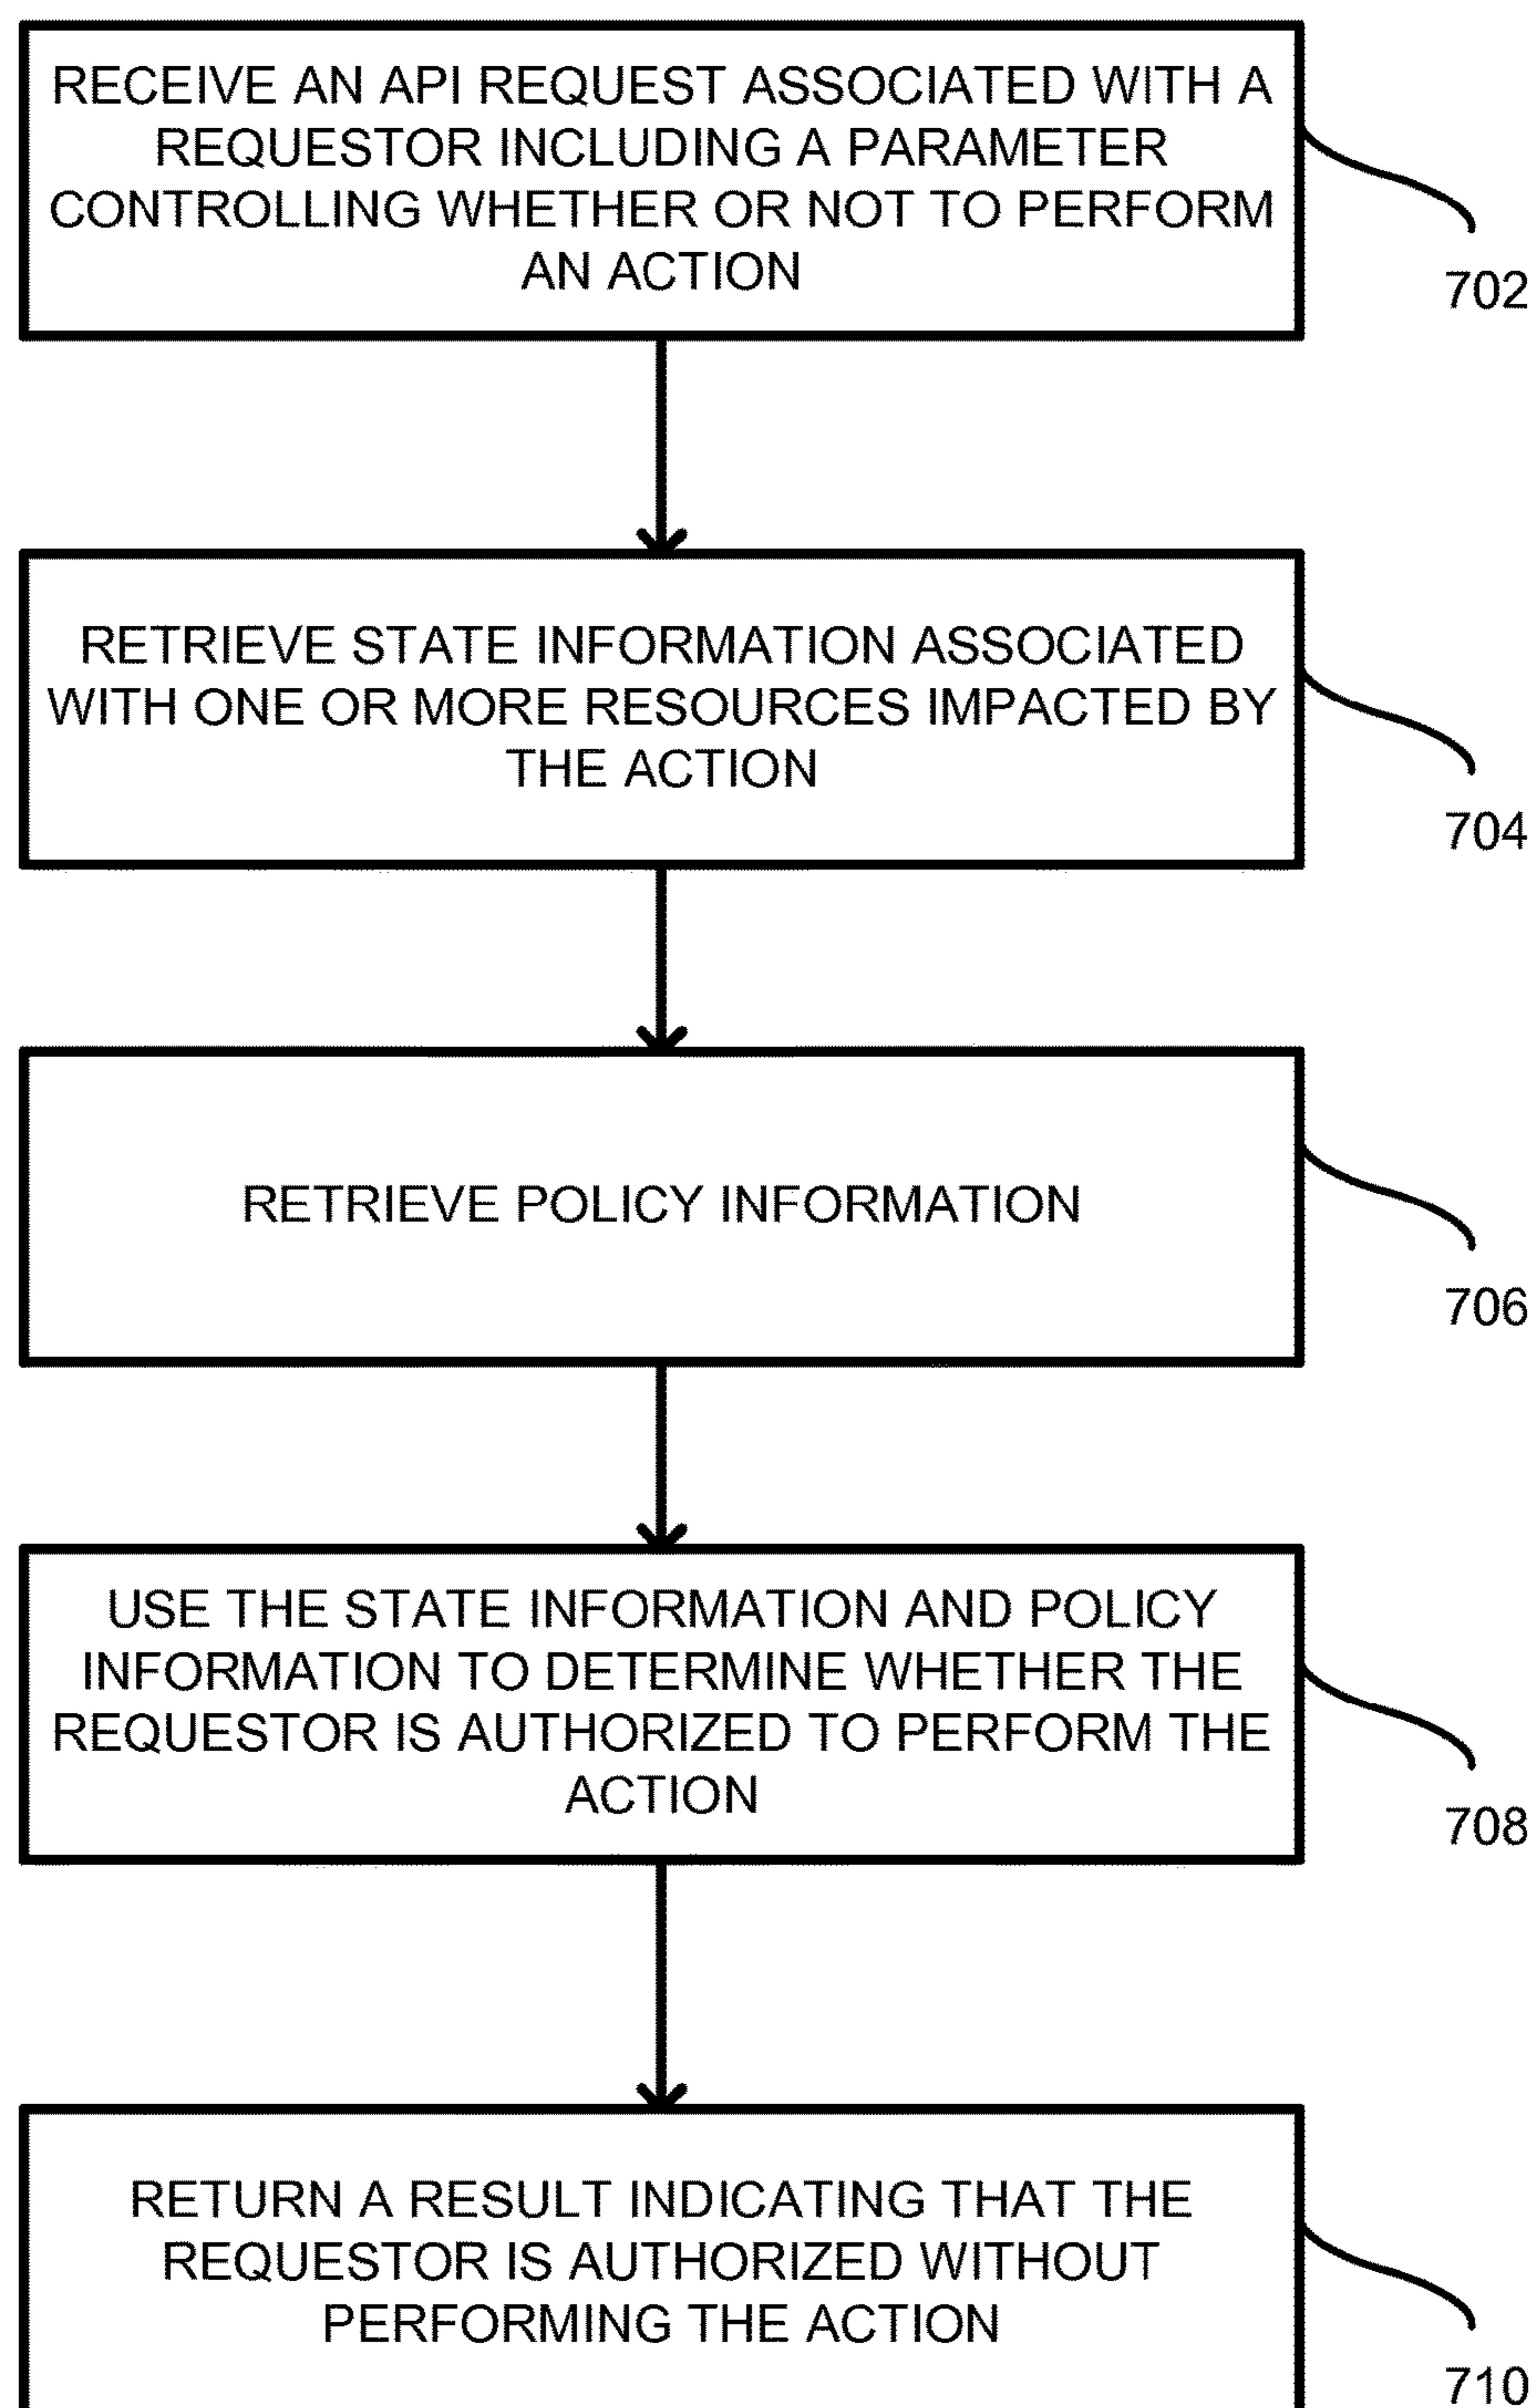 RECEIVE AN API REQUEST ASSOCIATED WITH A
REQUESTOR INCLUDING A PARAMETER
CONTROLLING WHETHER OR NOT TO PERFORM
AN ACTION
702
RETRIEVE STATE INFORMATION ASSOCIATED
WITH ONE OR MORE RESOURCES IMPACTED BY
THE ACTION
704
RETRIEVE POLICY INFORMATION
706
USE THE STATE INFORMATION AND POLICY
INFORMATION TO DETERMINE WHETHER THE
REQUESTOR IS AUTHORIZED TO PERFORM THE
ACTION
708
RETURN A RESULT INDICATING THAT THE
REQUESTOR IS AUTHORIZED WITHOUT
PERFORMING THE ACTION
710